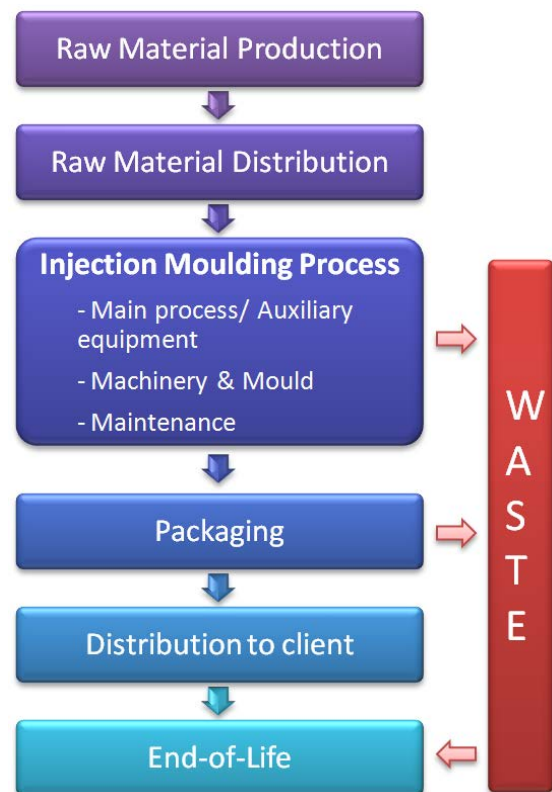 Raw Material Production
Raw Material Distribution
Injection Moulding Process
- Main process/ Auxiliary
equipment
- Machinery & Mould
- Maintenance
Packaging
Distribution to client
End-of-Life
W
A
S
T
E